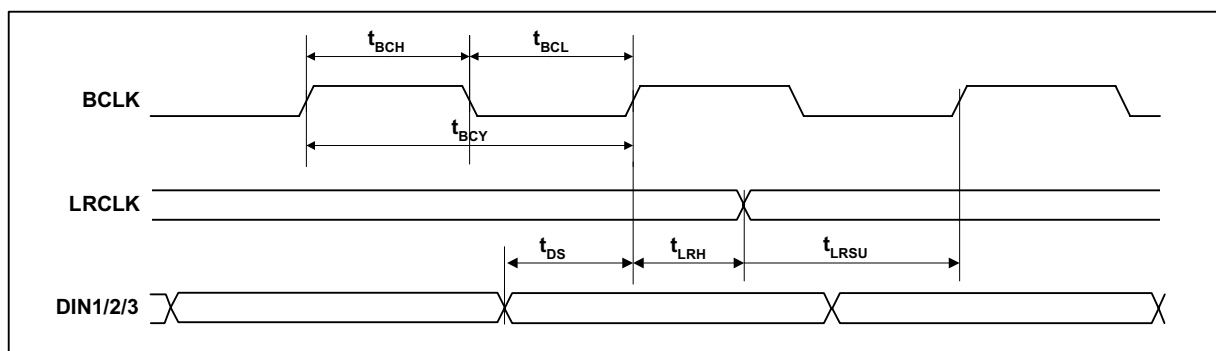 tBCH
tBCL
BCLK
tBCY
LRCLK
tDS
tLRH
tLRSU
DIN1/2/3